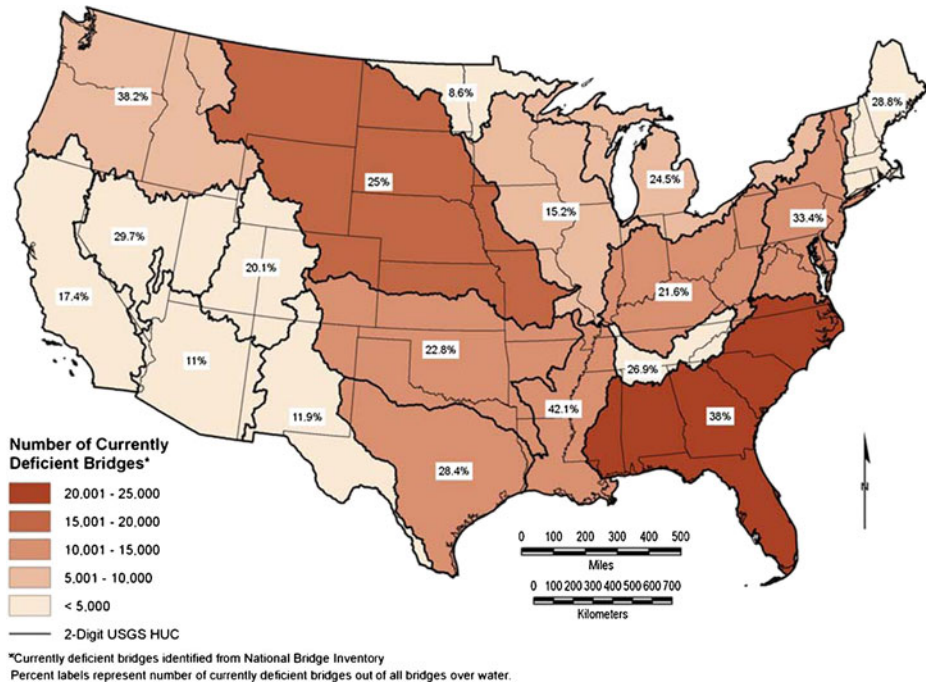 38.2%
8.6%
28.8%
25%
24.5%
15.2%
33.4%
29.7%
20.1%
21.6%
17.4%
22.8%
26.9%
11%
11.9%
42.1%
38%
28.4%
Number of Currently
Deficient Bridges*
20,001 - 25,000
15,001 - 20,000
10,001 - 15,000
5,001 - 10,000
< 5,000
2-Digit USGS HUC
0 100 200 300 400 500
Miles
0 100 200 300 400 500 600 700
Kilometers
N
*Currently deficient bridges identified from National Bridge Inventory
Percent labels represent number of currently deficient bridges out of all bridges over water.